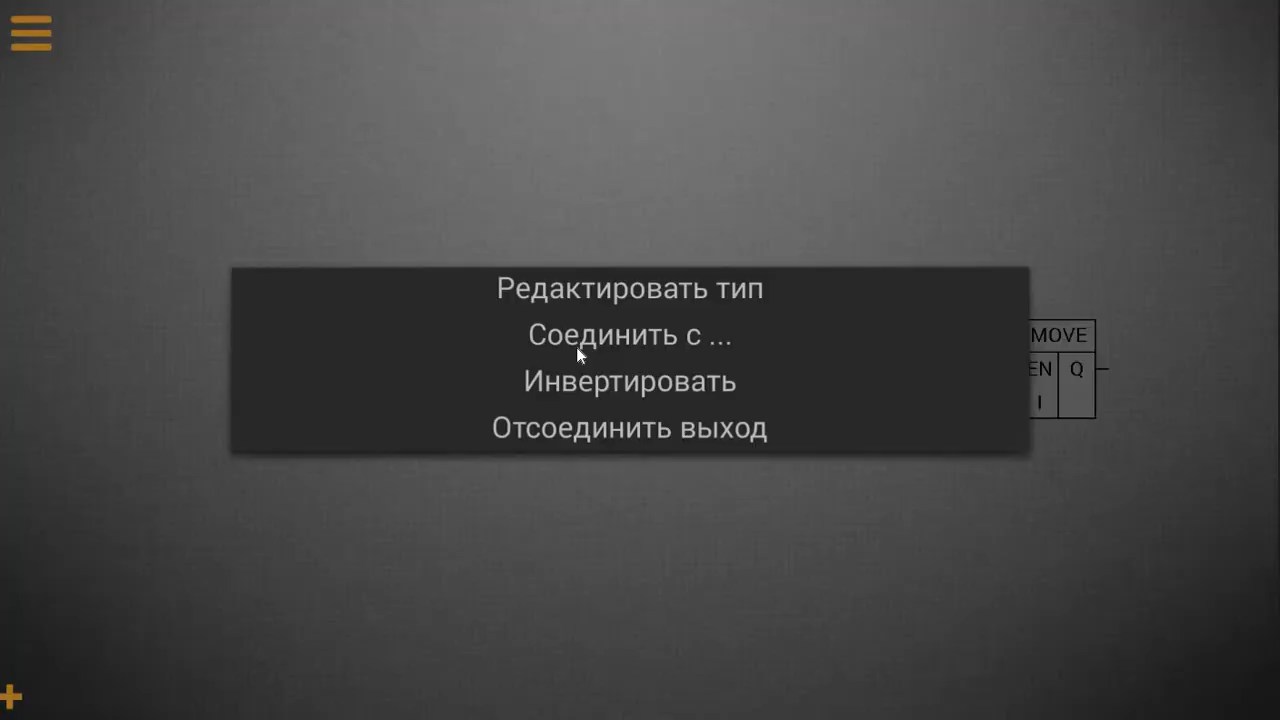 Редактировать тип
Соединить с ...
Инвертировать
Отсоединить выход
MOVE
EN Q
I